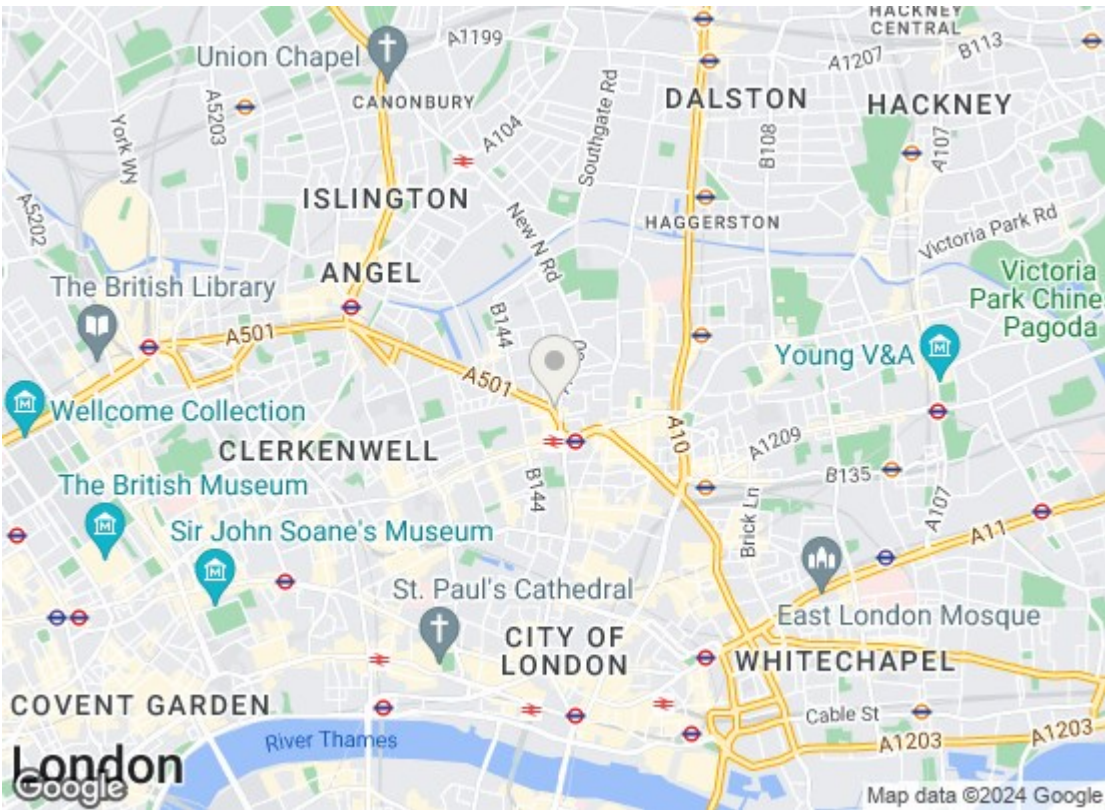 HACKNEY
CENTRAL
A1199
B113
Union Chapel
A1207
CANONBURY
DALSTON
HACKNEY
A5203
York Wy
A104
Southgate Rd
B108
A107
ISLINGTON
A5202
New N Rd
HAGGERSTON
Victoria Park Rd
ANGEL
The British Library
Victoria
Park Chine
Pagoda
A501
B144
Young V&A
A501
Wellcome Collection
A10
CLERKENWELL
A1209
B144
B135
The British Museum
A107
Sir John Soane's Museum
Brick Ln
A11
St. Paul's Cathedral
East London Mosque
CITY OF
LONDON
WHITECHAPEL
COVENT GARDEN
Cable St
River Thames
A1203
A1203
London
Google
Map data ©2024 Google